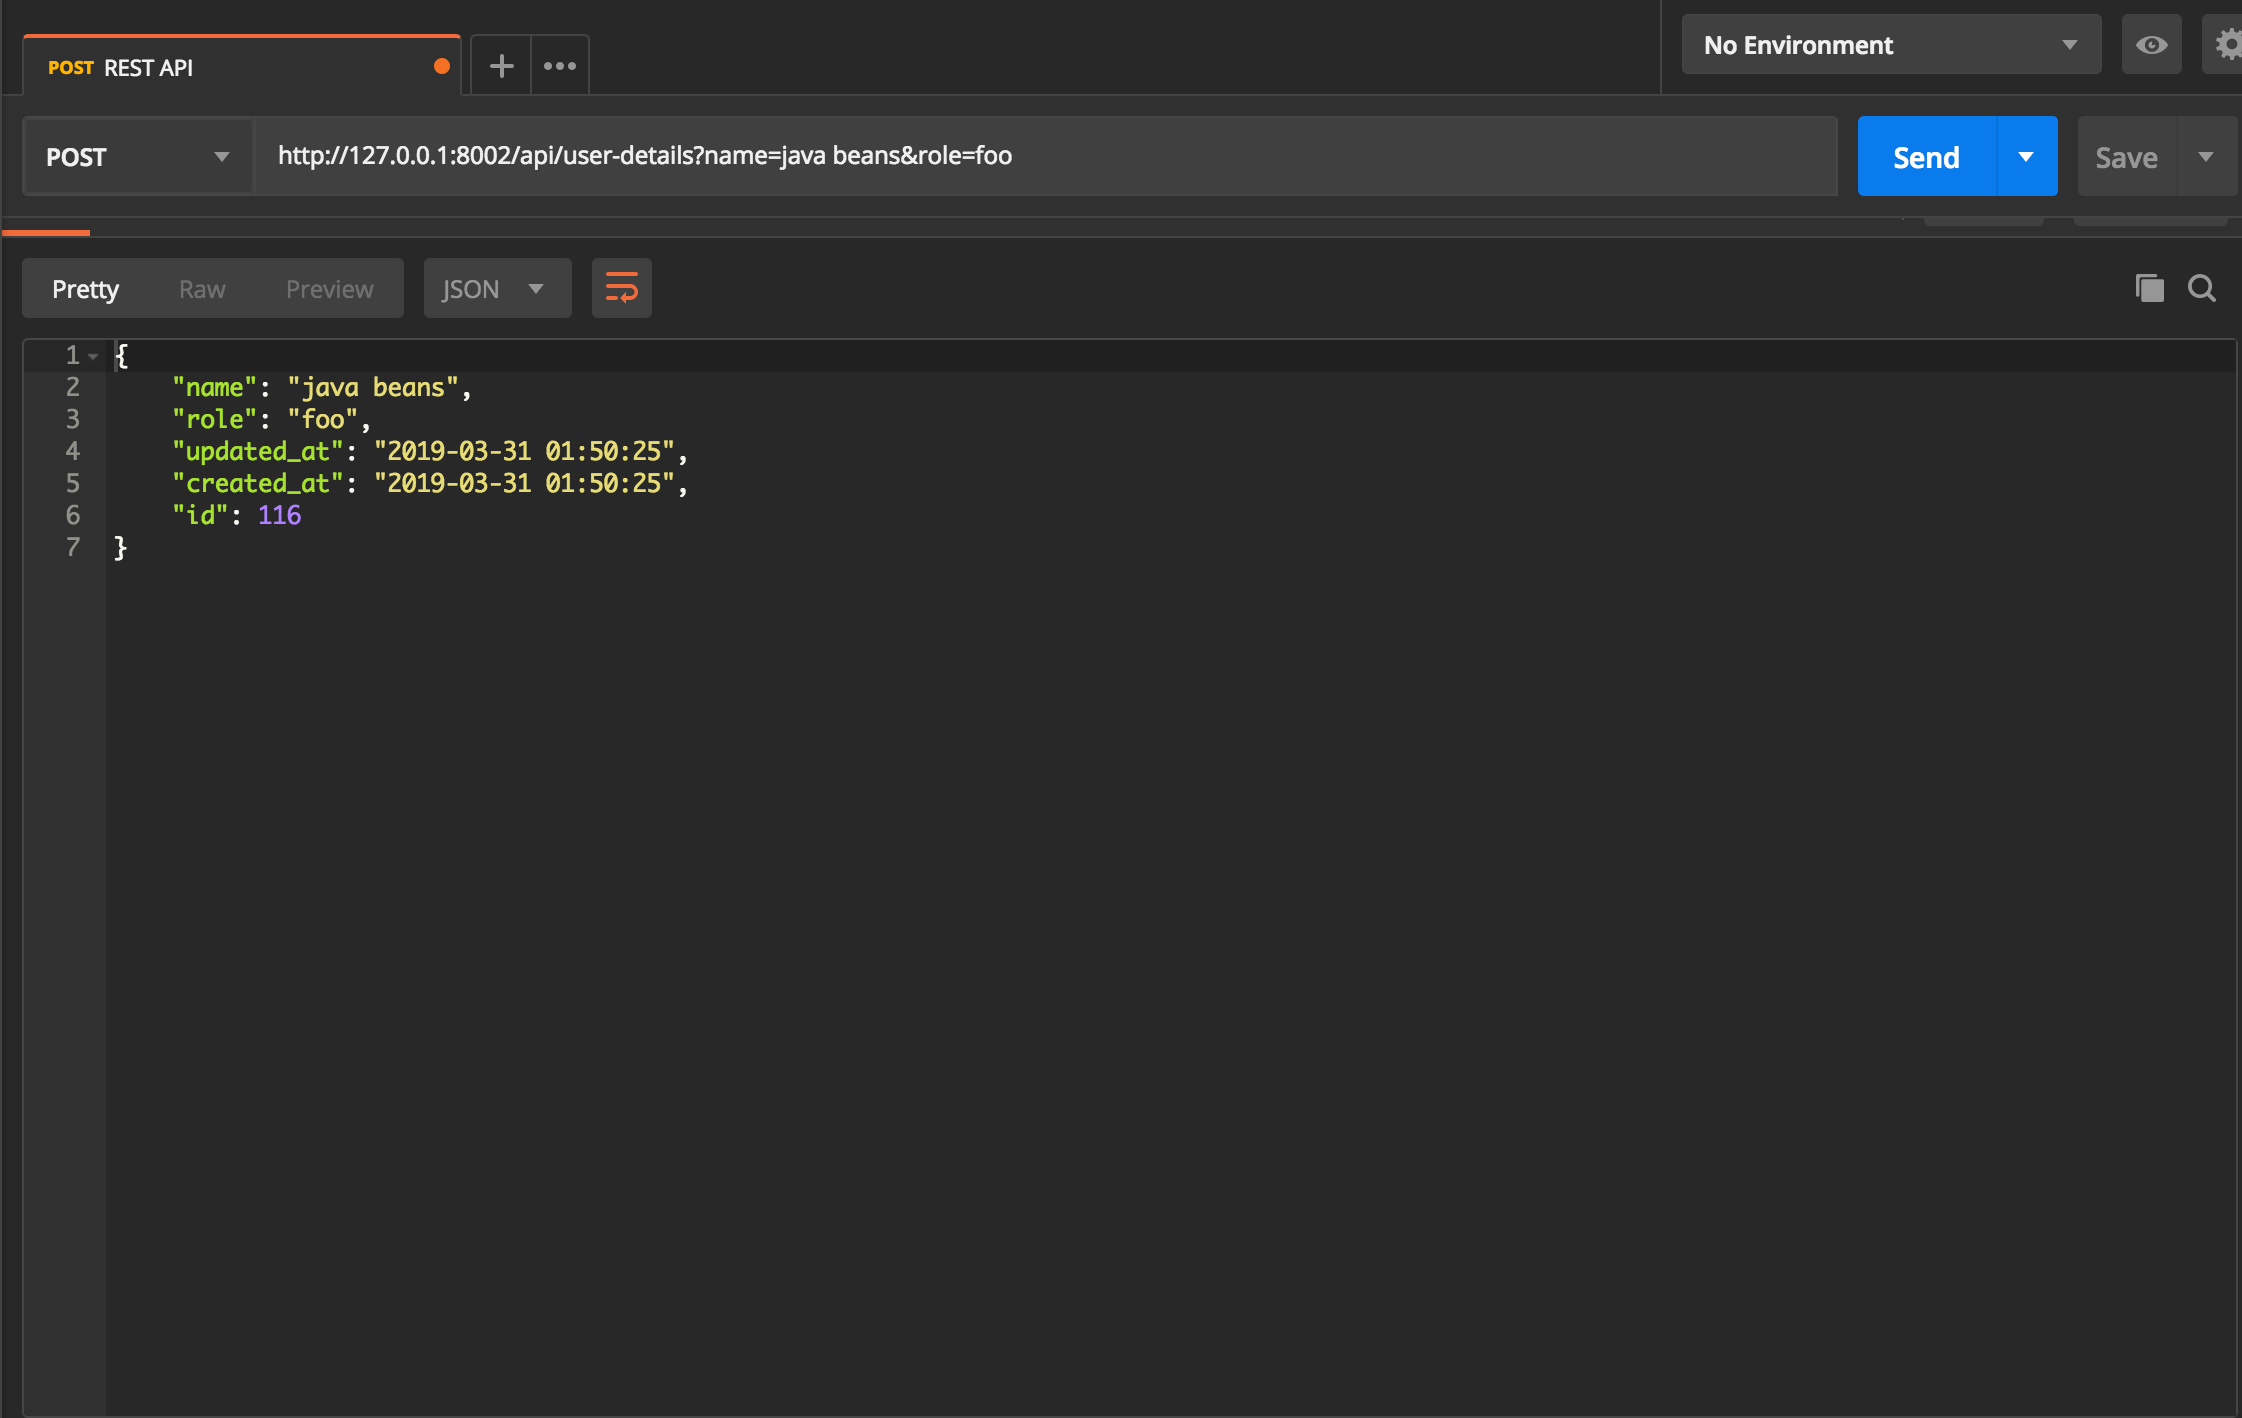 POST REST API
No Environment
POST http://127.0.0.1:8002/api/user-details?name=java beans&role=foo Send Save
Pretty Raw Preview JSON
1 {
2 "name": "java beans",
3 "role": "foo",
4 "updated_at": "2019-03-31 01:50:25",
5 "created_at": "2019-03-31 01:50:25",
6 "id": 116
7 }